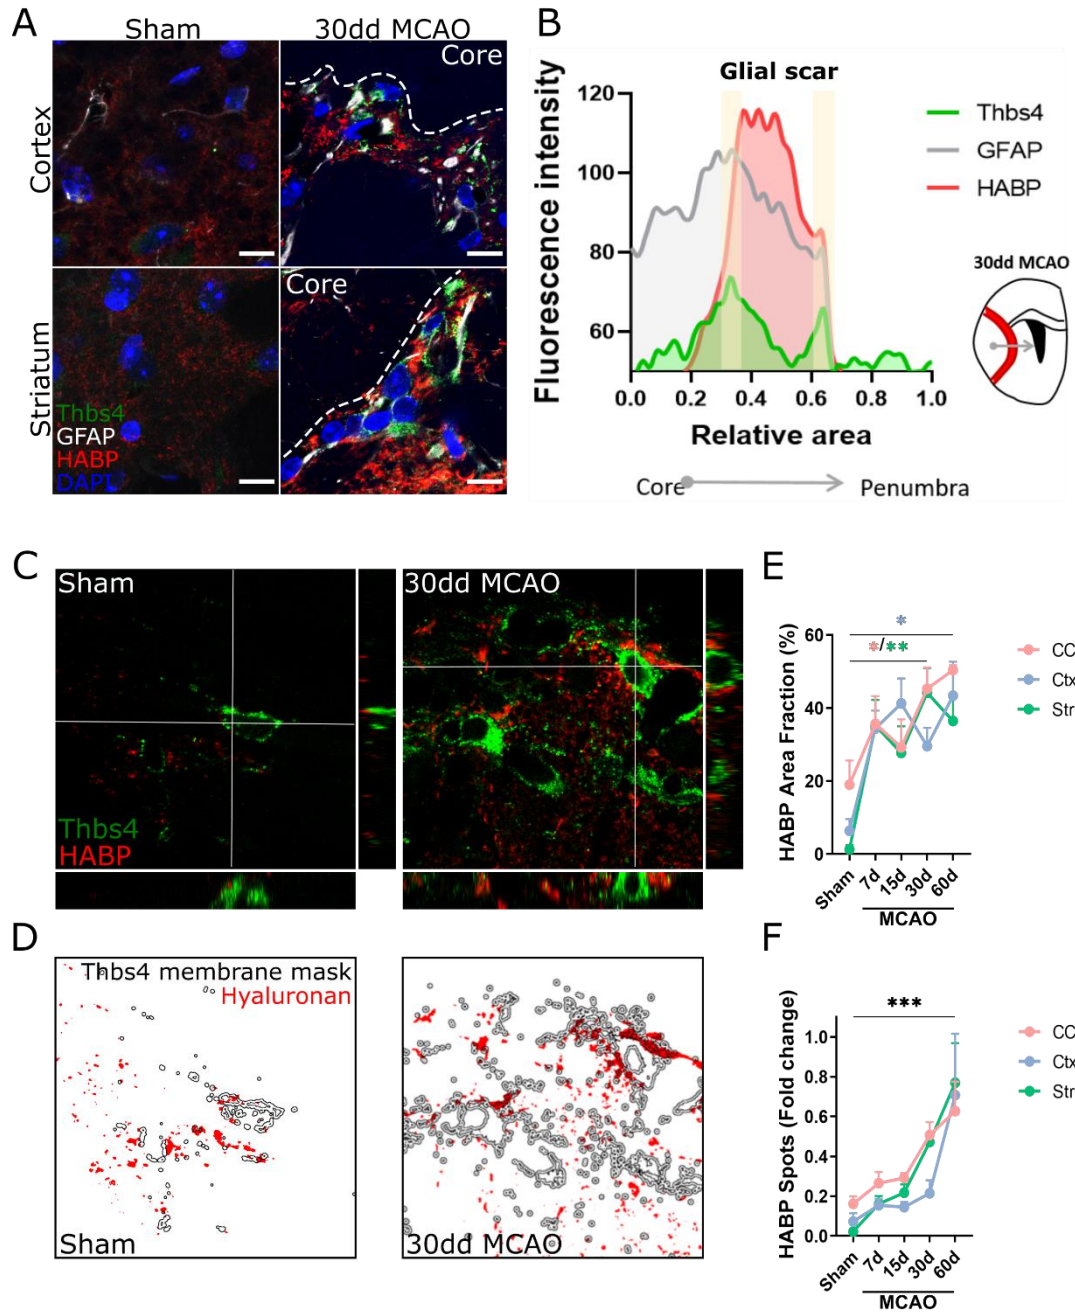 A
Sham
30dd MCAO
Core
Cortex
Core
Striatum
Thbs4
GFAP
HABP
DAPI
B
Glial scar
Fluorescence intensity
120
100
80
60
0.0 0.2 0.4 0.6 0.8 1.0
Relative area
Core Penumbra
Thbs4
GFAP
HABP
30dd MCAO
C
Sham
30dd MCAO
Thbs4
HABP
D
Thbs4 membrane mask
Hyaluronan
Sham
30dd MCAO
E
HABP Area Fraction (%)
60
40
20
0
*
*/**
Sham 7d 15d 30d 60d
MCAO
CC
Ctx
Str
F
HABP Spots (Fold change)
1.0
0.8
0.6
0.4
0.2
0.0
***
Sham 7d 15d 30d 60d
MCAO
CC
Ctx
Str